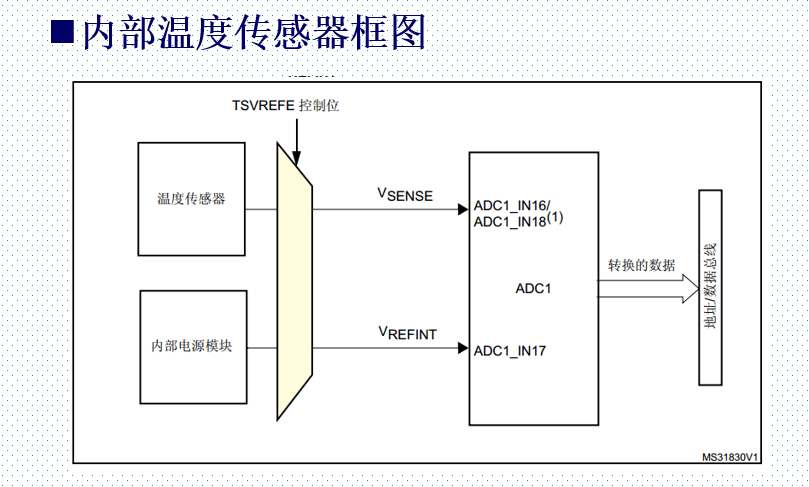 ■内部温度传感器框图
TSVREFE 控制位
温度传感器
VSENSE
ADC1_IN16/
ADC1_IN18(1)
转换的数据
ADC1
地址/数据总线
内部电源模块
VREFINT
ADC1_IN17
MS31830V1